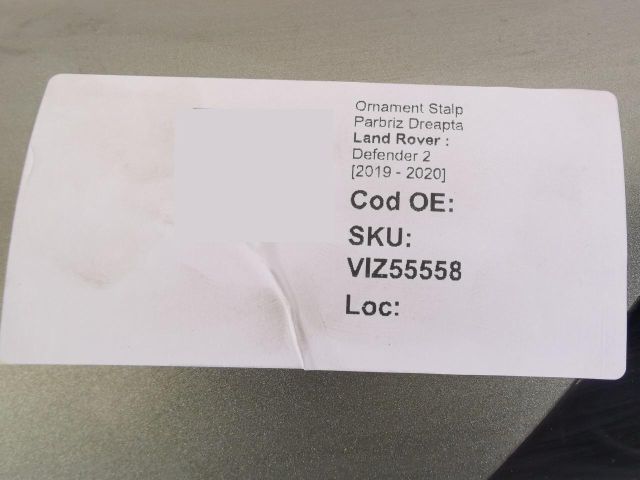 Ornament Stalp
Parbriz Dreapta
Land Rover :
Defender 2
[2019 - 2020]
Cod OE:
SKU:
VIZ55558
Loc: